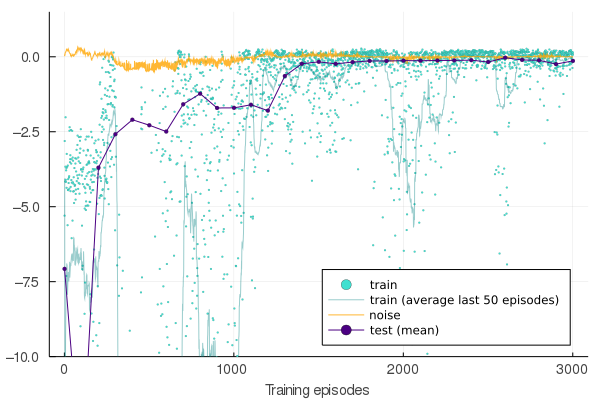 0.0
−2.5
−5.0
−7.5
−10.0
train
train (average last 50 episodes)
noise
test (mean)
0 1000 2000 3000
Training episodes